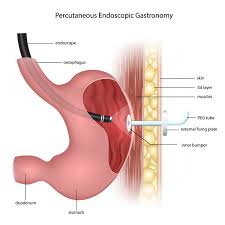 Percutaneous Endoscopic Gastronomy
endoscope
oesophagus
skin
fat layer
muscles
PEG tube
external fixing plate
inner bumper
duodenum
stomach